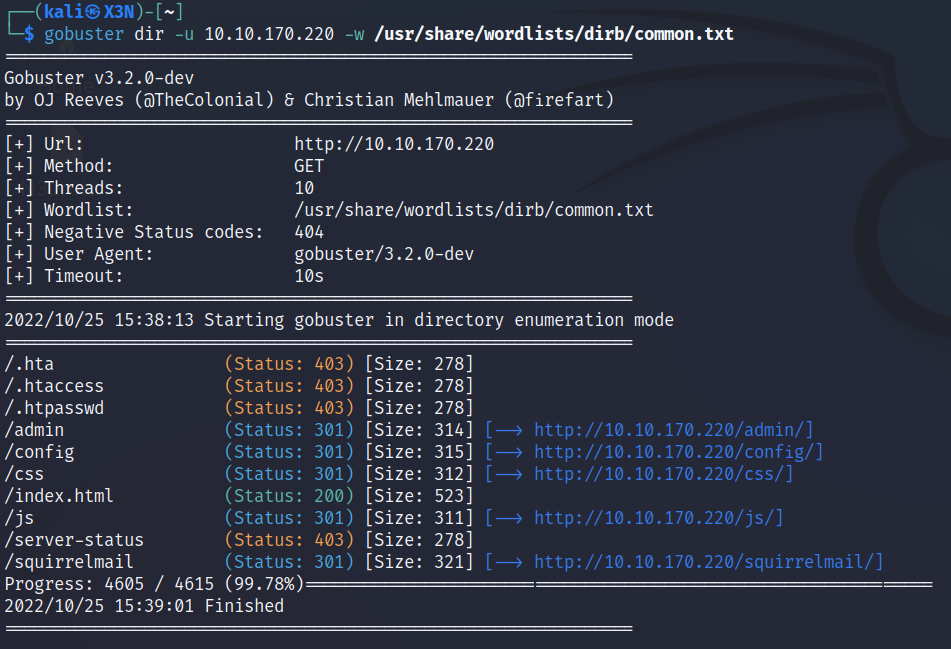 ┌──(kali㉿X3N)-[~]
└─$ gobuster dir -u 10.10.170.220 -w /usr/share/wordlists/dirb/common.txt
===============================================================
Gobuster v3.2.0-dev
by OJ Reeves (@TheColonial) & Christian Mehlmauer (@firefart)
===============================================================
[+] Url:                     http://10.10.170.220
[+] Method:                  GET
[+] Threads:                 10
[+] Wordlist:                /usr/share/wordlists/dirb/common.txt
[+] Negative Status codes:   404
[+] User Agent:              gobuster/3.2.0-dev
[+] Timeout:                 10s
===============================================================
2022/10/25 15:38:13 Starting gobuster in directory enumeration mode
===============================================================
/.hta                 (Status: 403) [Size: 278]
/.htaccess            (Status: 403) [Size: 278]
/.htpasswd            (Status: 403) [Size: 278]
/admin                (Status: 301) [Size: 314] [--> http://10.10.170.220/admin/]
/config               (Status: 301) [Size: 315] [--> http://10.10.170.220/config/]
/css                  (Status: 301) [Size: 312] [--> http://10.10.170.220/css/]
/index.html           (Status: 200) [Size: 523]
/js                   (Status: 301) [Size: 311] [--> http://10.10.170.220/js/]
/server-status        (Status: 403) [Size: 278]
/squirrelmail         (Status: 301) [Size: 321] [--> http://10.10.170.220/squirrelmail/]
Progress: 4605 / 4615 (99.78%)===============================================================
2022/10/25 15:39:01 Finished
===============================================================